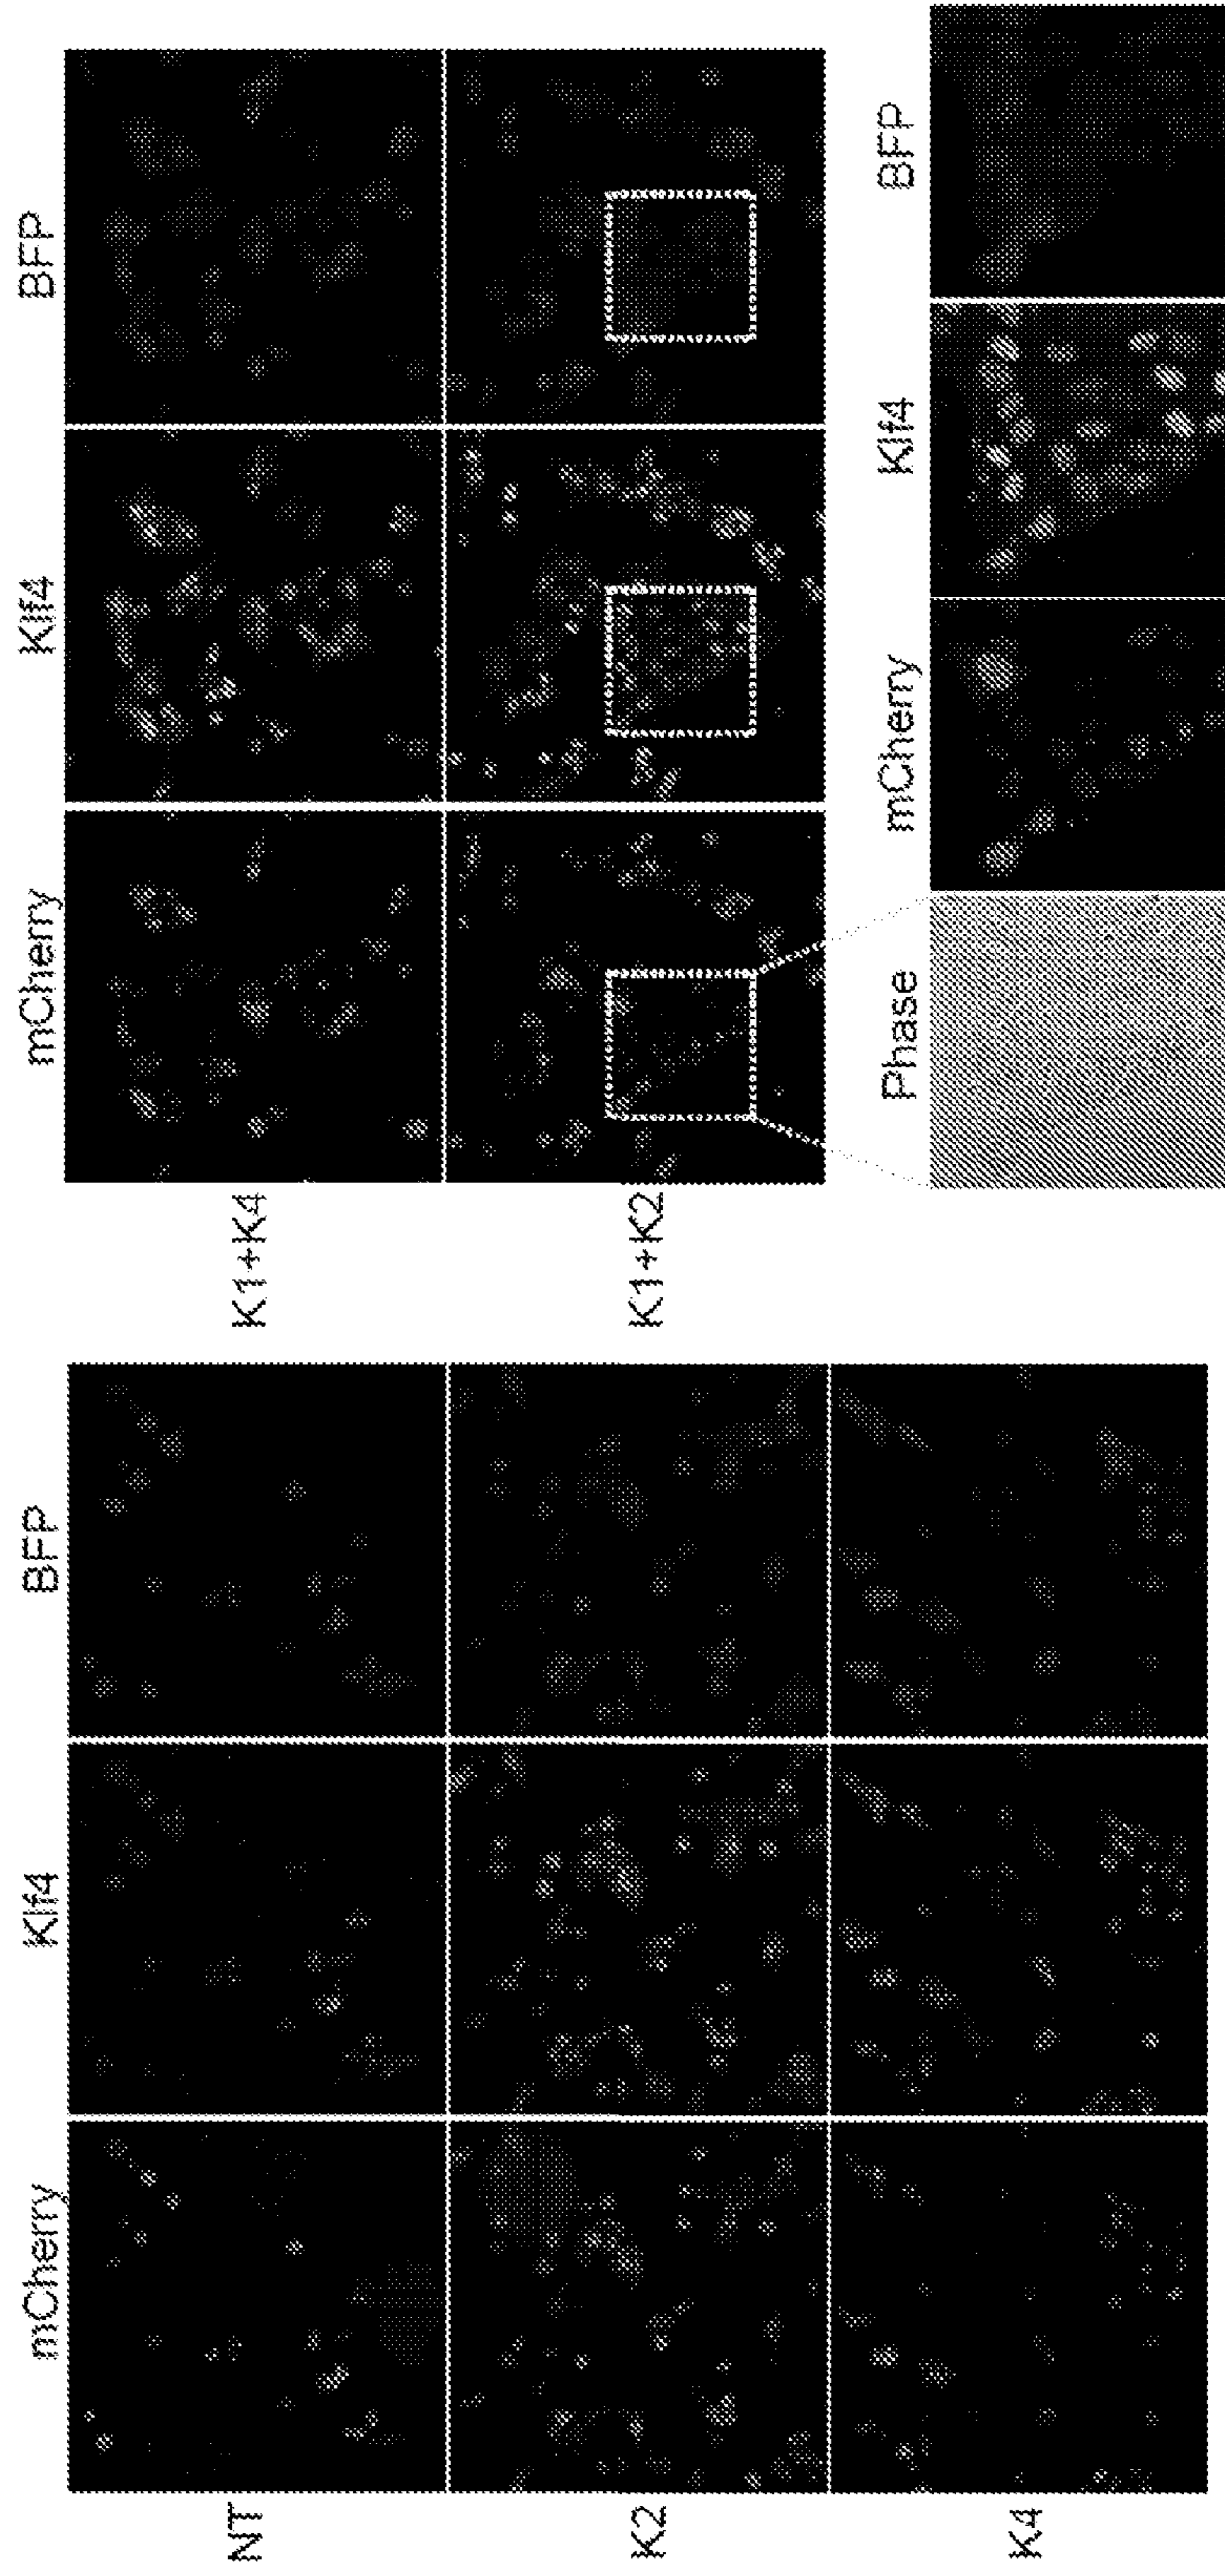 mCherry Klf4 BFP
NT
K2
K4
mCherry Klf4 BFP
K1+K4
K1+K2
Phase mCherry Klf4 BFP